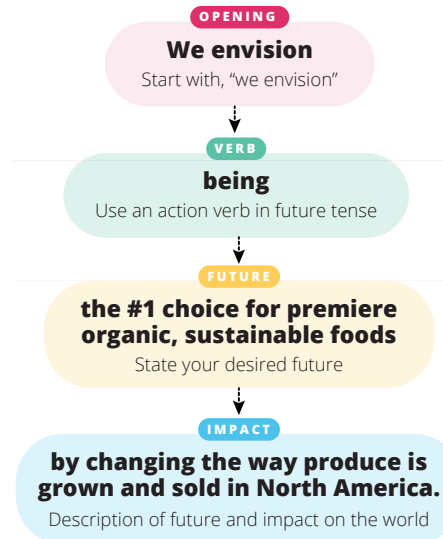 OPENING
We envision
Start with, “we envision”
VERB
being
Use an action verb in future tense
FUTURE
the #1 choice for premiere
organic, sustainable foods
State your desired future
IMPACT
by changing the way produce is
grown and sold in North America.
Description of future and impact on the world